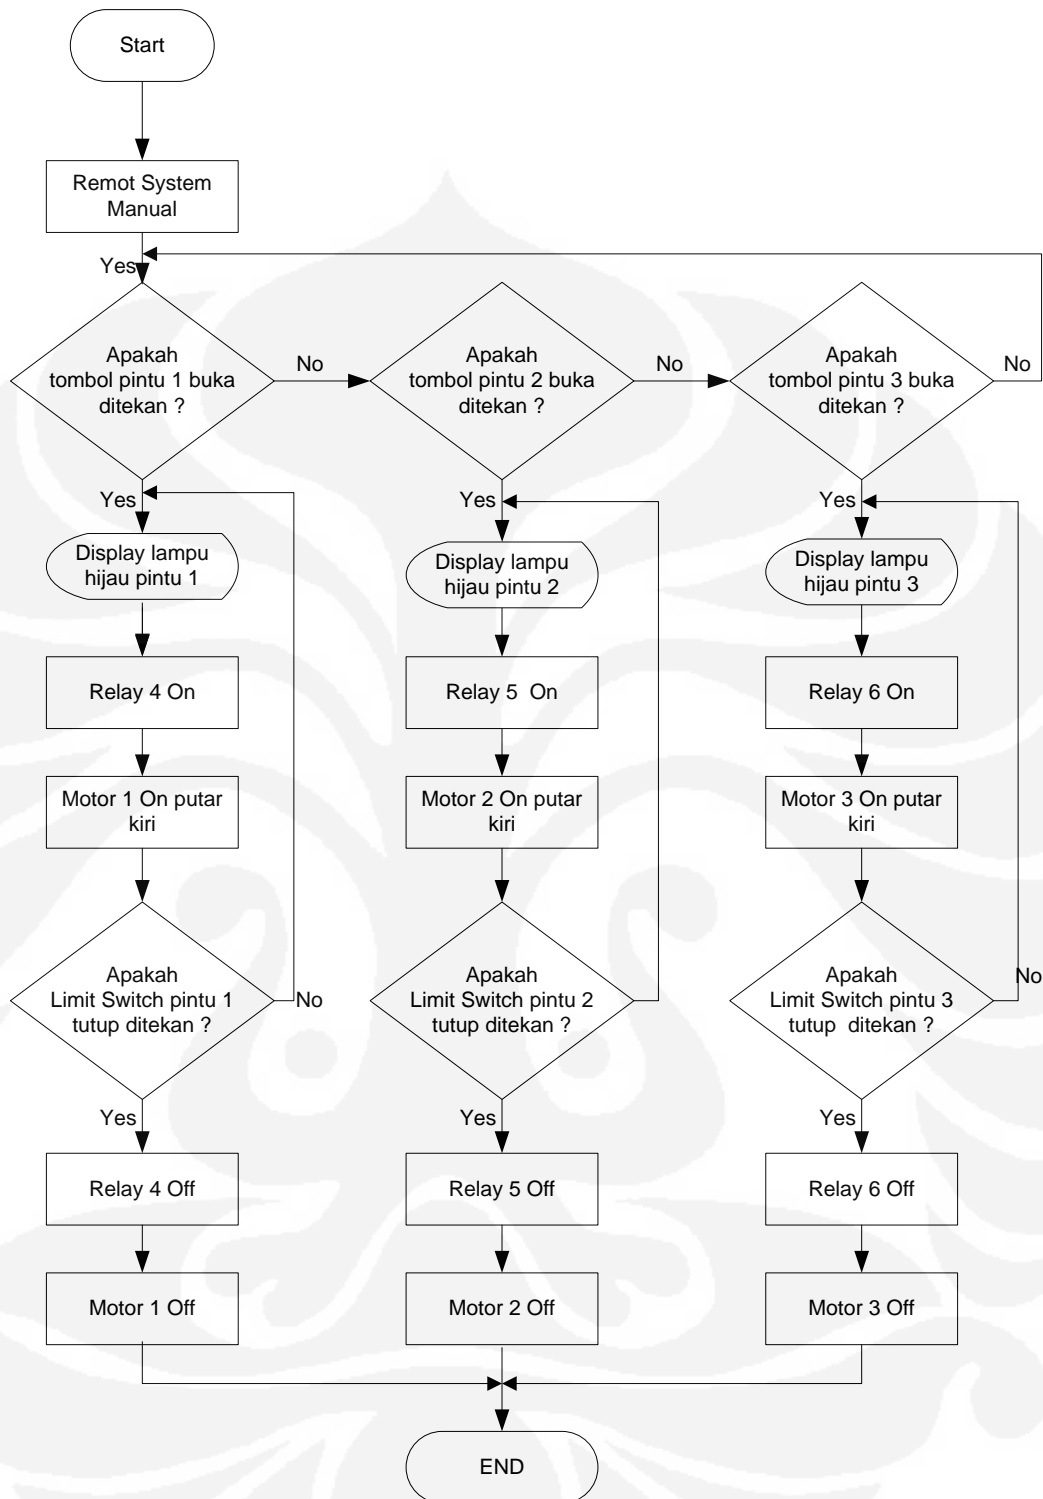 Start
Remot System
Manual
Yes
Apakah
tombol pintu 1 buka
ditekan ?
No
Apakah
tombol pintu 2 buka
ditekan ?
No
Apakah
tombol pintu 3 buka
ditekan ?
No
Yes
Yes
Yes
Display lampu
hijau pintu 1
Display lampu
hijau pintu 2
Display lampu
hijau pintu 3
Relay 4 On
Relay 5  On
Relay 6 On
Motor 1 On putar
kiri
Motor 2 On putar
kiri
Motor 3 On putar
kiri
Apakah
Limit Switch pintu 1
tutup ditekan ?
No
Apakah
Limit Switch pintu 2
tutup ditekan ?
Apakah
Limit Switch pintu 3
tutup  ditekan ?
No
Yes
Yes
Yes
Relay 4 Off
Relay 5 Off
Relay 6 Off
Motor 1 Off
Motor 2 Off
Motor 3 Off
END